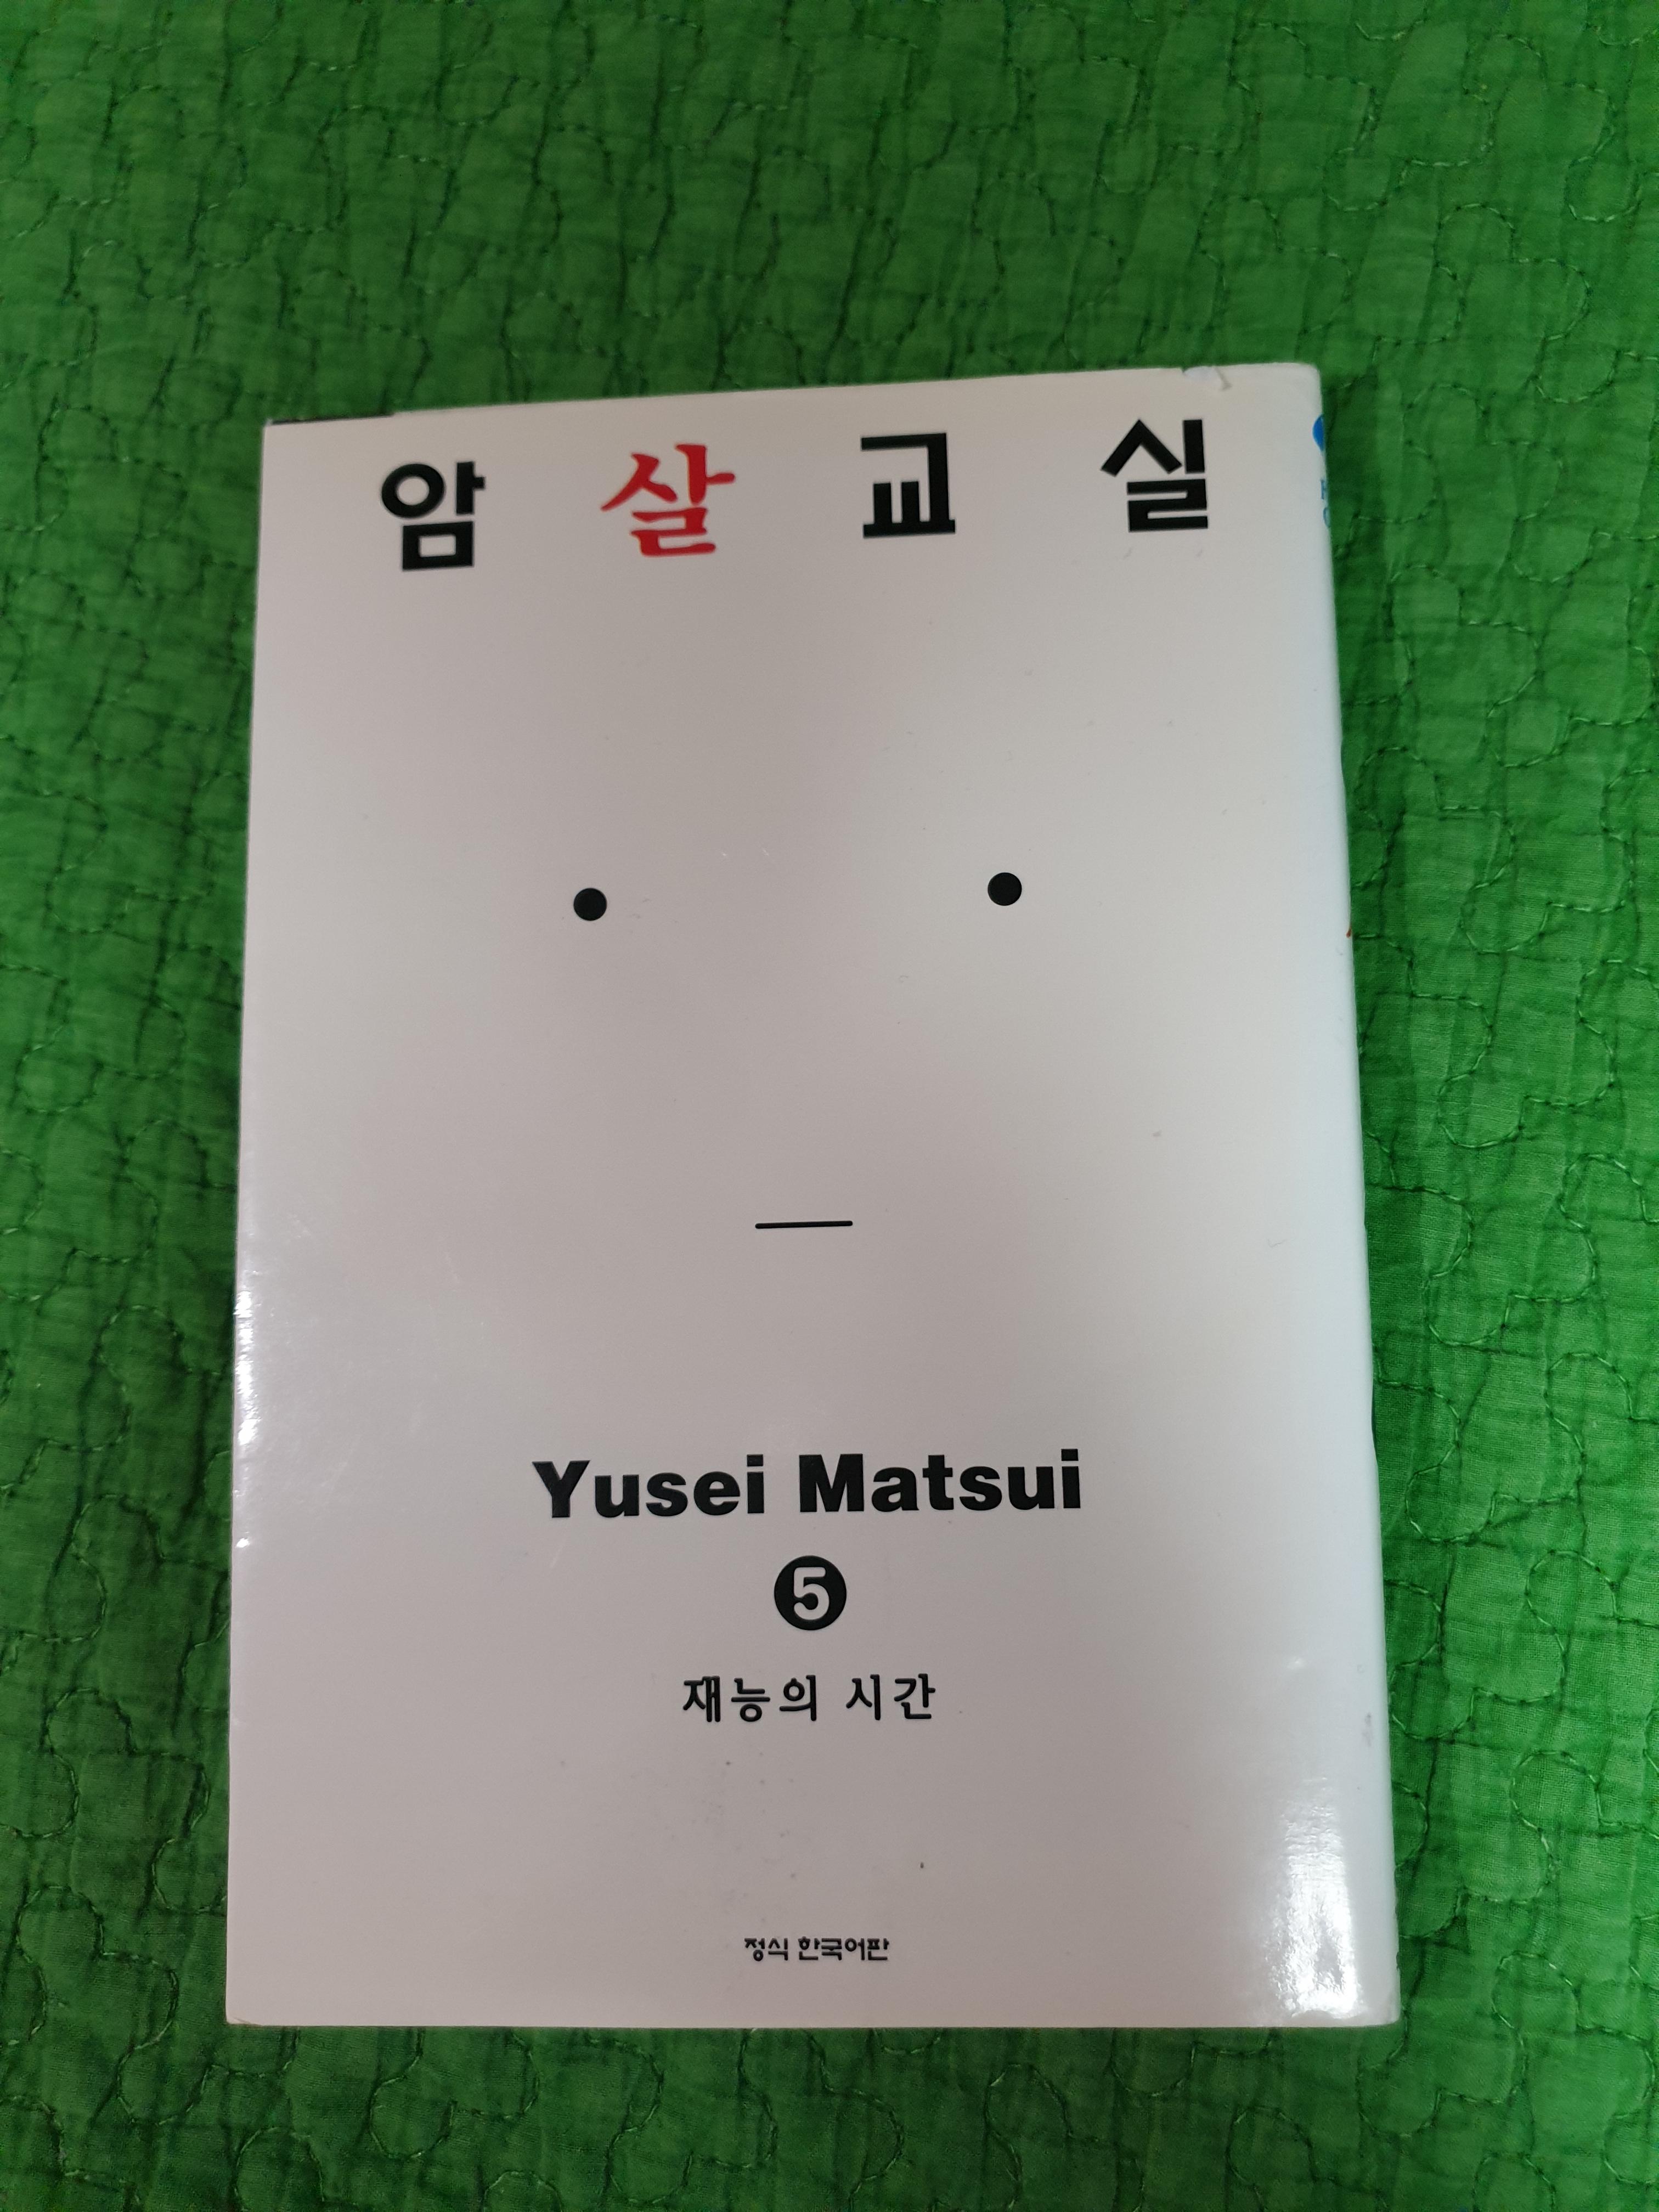 암살교실
Yusei Matsui
5
재능의 시간
정식 한국어판